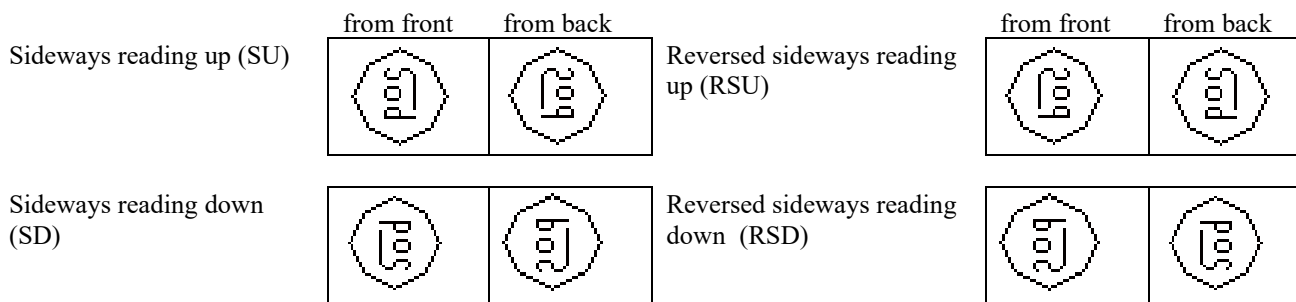 from front from back from front from back
Sideways reading up (SU)
Reversed sideways reading
up (RSU)
Sideways reading down
(SD)
Reversed sideways reading
down (RSD)